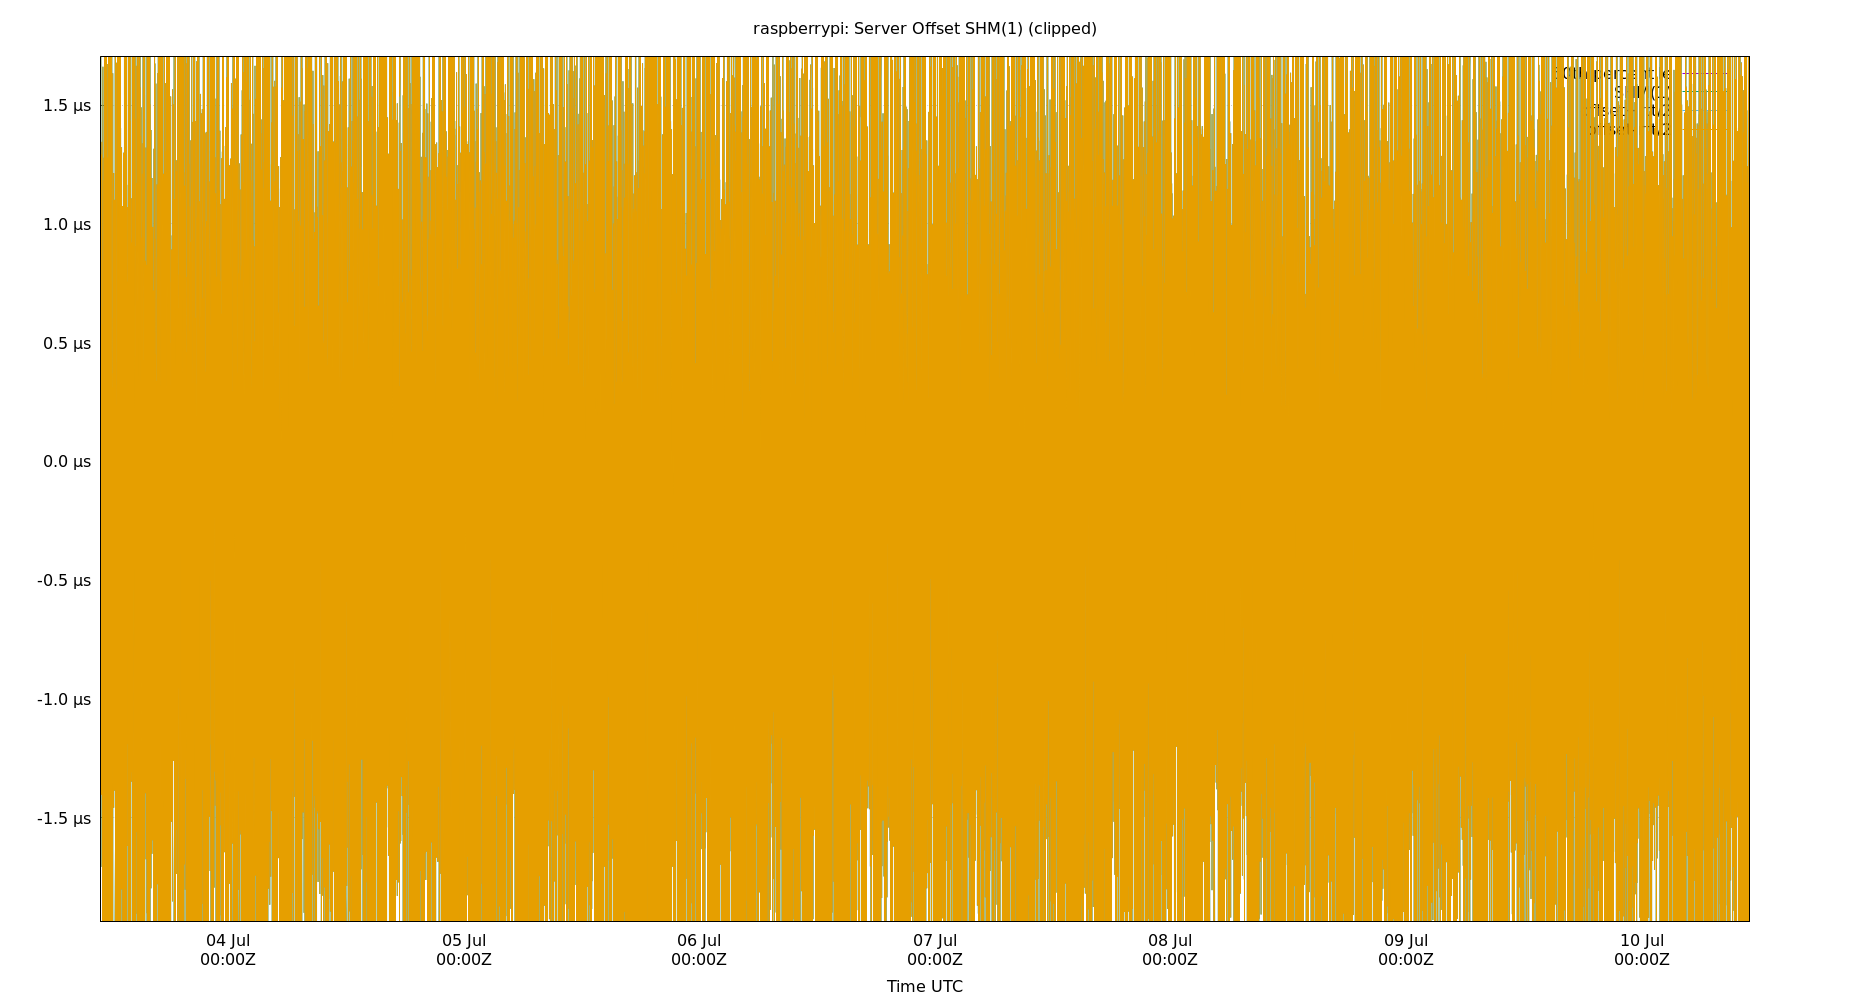 raspberrypi: Server Offset SHM(1) (clipped)
1.5 µs
1.0 µs
0.5 µs
0.0 µs
-0.5 µs
-1.0 µs
-1.5 µs
04 Jul 05 Jul 06 Jul 07 Jul 08 Jul 09 Jul 10 Jul
00:00Z 00:00Z 00:00Z 00:00Z 00:00Z 00:00Z 00:00Z
Time UTC